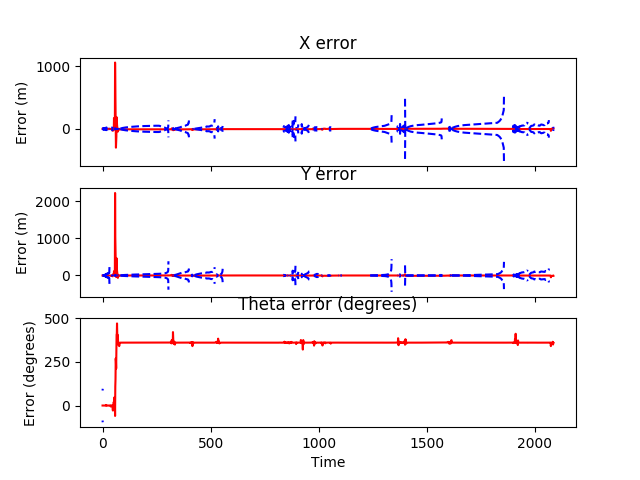 X error
Error (m)
1000
0
Y error
Error (m)
2000
1000
0
Theta error (degrees)
Error (degrees)
500
250
0
0 500 1000 1500 2000
Time